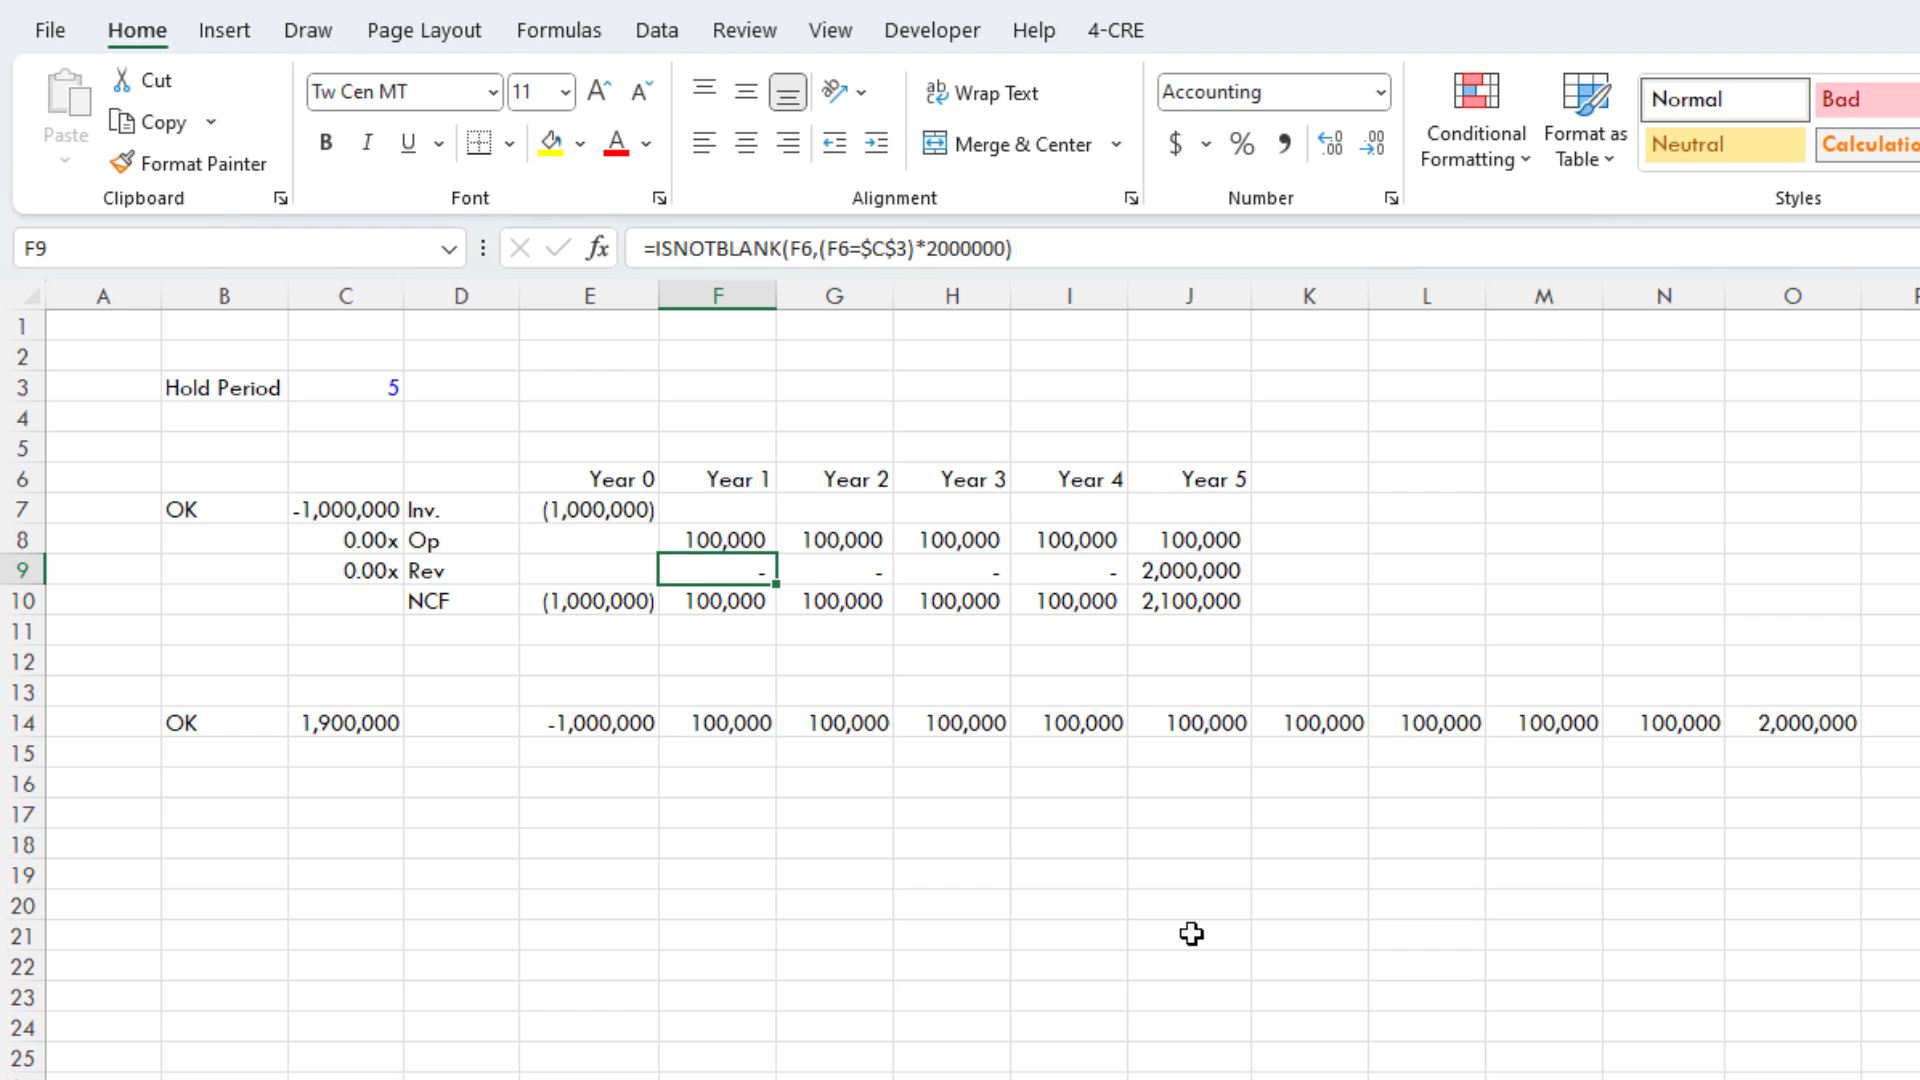 File Home Insert Draw Page Layout Formulas Data Review View Developer Help 4-CRE
Paste
Cut
Copy
Format Painter
Clipboard
Tw Cen MT 11
B I U
Font
Wrap Text
Merge & Center
Alignment
Accounting
$ % 9
Number
Conditional Formatting
Format as Table
Normal Bad
Neutral Calculatio
Styles
F9 fx =ISNOTBLANK(F6,(F6=$C$3)*2000000)
A B C D E F G H I J K L M N O
1
2
3 Hold Period 5
4
5
6 Year 0 Year 1 Year 2 Year 3 Year 4 Year 5
7 OK -1,000,000 Inv. (1,000,000)
8 0.00x Op 100,000 100,000 100,000 100,000 100,000
9 0.00x Rev - - - - 2,000,000
10 NCF (1,000,000) 100,000 100,000 100,000 100,000 2,100,000
11
12
13
14 OK 1,900,000 -1,000,000 100,000 100,000 100,000 100,000 100,000 100,000 100,000 100,000 100,000 2,000,000
15
16
17
18
19
20
21
22
23
24
25